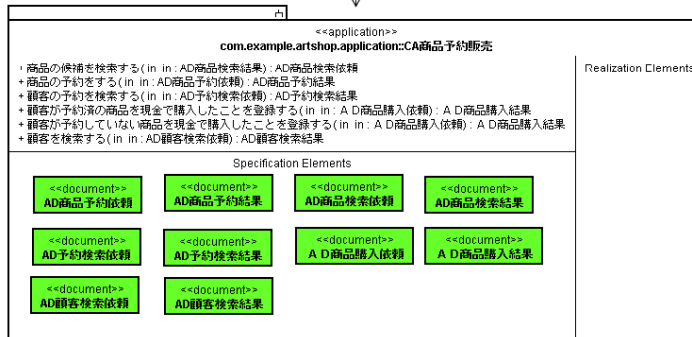 <<application>>
com.example.artshop.application::CA商品予約販売
+ 商品の候補を検索する(in in:AD商品検索結果):AD商品検索依頼
+ 商品の予約をする(in in:AD商品予約依頼):AD商品予約結果
+ 顧客の予約を検索する(in in:AD予約検索依頼):AD予約検索結果
+ 顧客が予約済の商品を現金で購入したことを登録する(in in:ＡＤ商品購入依頼):ＡＤ商品購入結果
+ 顧客が予約していない商品を現金で購入したことを登録する(in in:ＡＤ商品購入依頼):ＡＤ商品購入結果
+ 顧客を検索する(in in:AD顧客検索依頼):AD顧客検索結果
Realization Elements
Specification Elements
<<document>>
AD商品予約依頼
<<document>>
AD商品予約結果
<<document>>
AD商品検索依頼
<<document>>
AD商品検索結果
<<document>>
AD予約検索依頼
<<document>>
AD予約検索結果
<<document>>
ＡＤ商品購入依頼
<<document>>
ＡＤ商品購入結果
<<document>>
AD顧客検索依頼
<<document>>
AD顧客検索結果